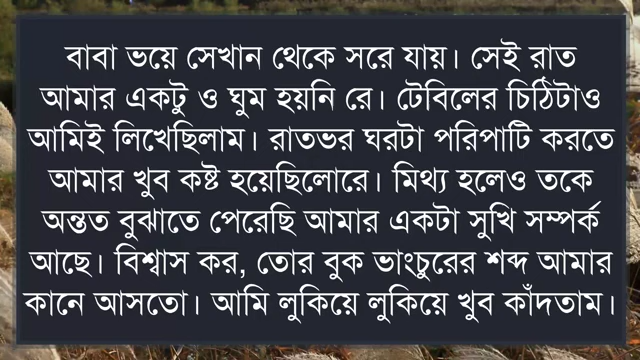 বাবা ভয়ে সেখান থেকে সরে যায়। সেই রাত
আমার একটু ও ঘুম হয়নি রে। টেবিলের চিঠিটাও
আমিই লিখেছিলাম। রাতভর ঘরটা পরিপাটি করতে
আমার খুব কষ্ট হয়েছিলোরে। মিথ্য হলেও তকে
অন্তত বুঝাতে পেরেছি আমার একটা সুখি সম্পর্ক
আছে। বিশ্বাস কর, তোর বুক ভাংচুরের শব্দ আমার
কানে আসতো। আমি লুকিয়ে লুকিয়ে খুব কাঁদতাম।